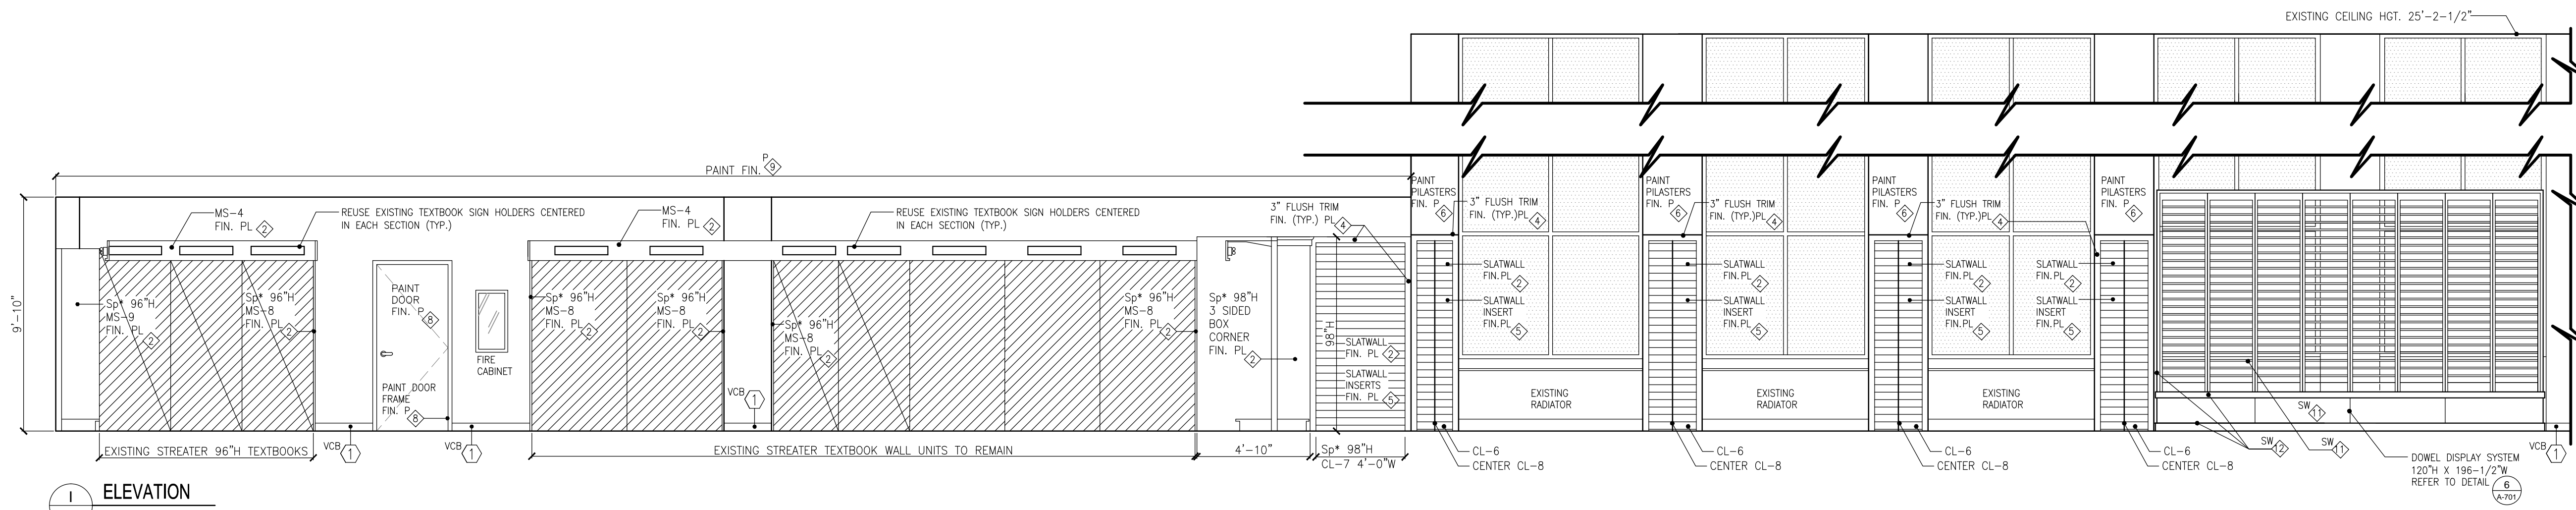 EXISTING CEILING HGT. 25'-2-1/2"
PAINT FIN. P 9
9'-10"
MS-4
FIN. PL 2
REUSE EXISTING TEXTBOOK SIGN HOLDERS CENTERED
IN EACH SECTION (TYP.)
MS-4
FIN. PL 2
REUSE EXISTING TEXTBOOK SIGN HOLDERS CENTERED
IN EACH SECTION (TYP.)
Sp* 96"H
MS-9
FIN. PL 2
Sp* 96"H
MS-8
FIN. PL 2
PAINT
DOOR
FIN. P 8
PAINT DOOR
FRAME
FIN. P 8
FIRE
CABINET
Sp* 96"H
MS-8
FIN. PL 2
Sp* 96"H
MS-8
FIN. PL 2
VCB 1
Sp* 96"H
MS-8
FIN. PL 2
Sp* 96"H
MS-8
FIN. PL 2
Sp* 98"H
3 SIDED
BOX
CORNER
FIN. PL 2
3" FLUSH TRIM
FIN. (TYP.) PL 4
98"H
SLATWALL
FIN. PL 2
SLATWALL
INSERTS
FIN. PL 5
PAINT
PILASTERS
FIN. P 6
3" FLUSH TRIM
FIN. (TYP.)PL 4
SLATWALL
FIN.PL 2
SLATWALL
INSERT
FIN.PL 5
EXISTING
RADIATOR
PAINT
PILASTERS
FIN. P 6
3" FLUSH TRIM
FIN. (TYP.)PL 4
SLATWALL
FIN.PL 2
SLATWALL
INSERT
FIN.PL 5
EXISTING
RADIATOR
PAINT
PILASTERS
FIN. P 6
3" FLUSH TRIM
FIN. (TYP.)PL 4
SLATWALL
FIN.PL 2
SLATWALL
INSERT
FIN.PL 5
EXISTING
RADIATOR
PAINT
PILASTERS
FIN. P 6
SLATWALL
FIN.PL 2
SLATWALL
INSERT
FIN.PL 5
SW 11
EXISTING STREATER 96"H TEXTBOOKS
VCB 1
VCB 1
EXISTING STREATER TEXTBOOK WALL UNITS TO REMAIN
4'-10"
Sp* 98"H
CL-7 4'-0"W
CL-6
CENTER CL-8
CL-6
CENTER CL-8
CL-6
CENTER CL-8
CL-6
CENTER CL-8
SW 12
SW 11
DOWEL DISPLAY SYSTEM
120"H X 196-1/2"W
REFER TO DETAIL 6
A-701
VCB 1
I ELEVATION